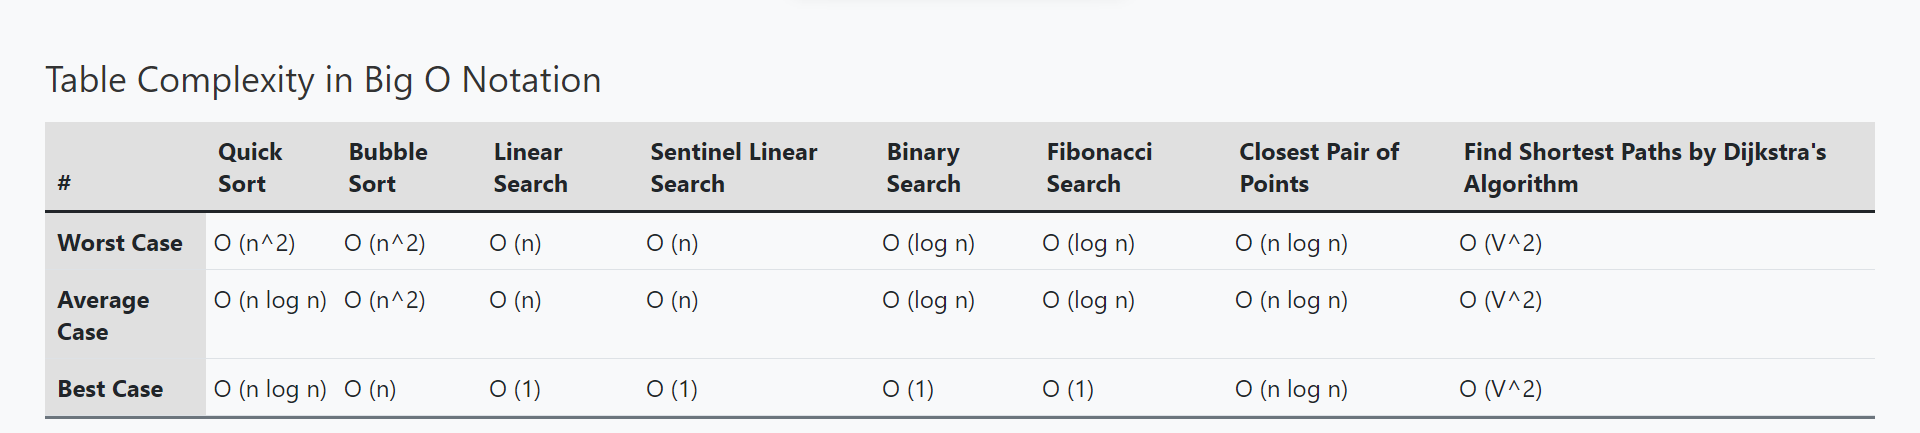 Table Complexity in Big O Notation
# Quick Sort Bubble Sort Linear Search Sentinel Linear Search Binary Search Fibonacci Search Closest Pair of Points Find Shortest Paths by Dijkstra's Algorithm
Worst Case O (n^2) O (n^2) O (n) O (n) O (log n) O (log n) O (n log n) O (V^2)
Average Case O (n log n) O (n^2) O (n) O (n) O (log n) O (log n) O (n log n) O (V^2)
Best Case O (n log n) O (n) O (1) O (1) O (1) O (1) O (n log n) O (V^2)